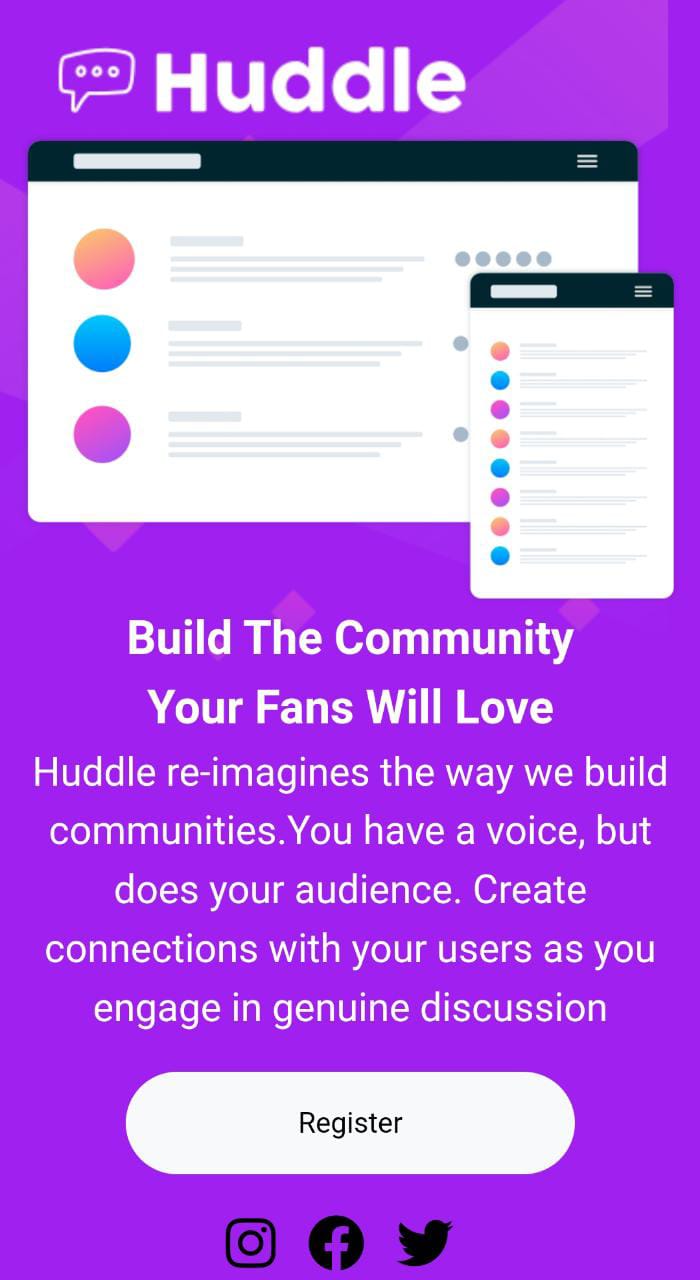 Huddle
Build The Community
Your Fans Will Love
Huddle re-imagines the way we build
communities.You have a voice, but
does your audience. Create
connections with your users as you
engage in genuine discussion
Register